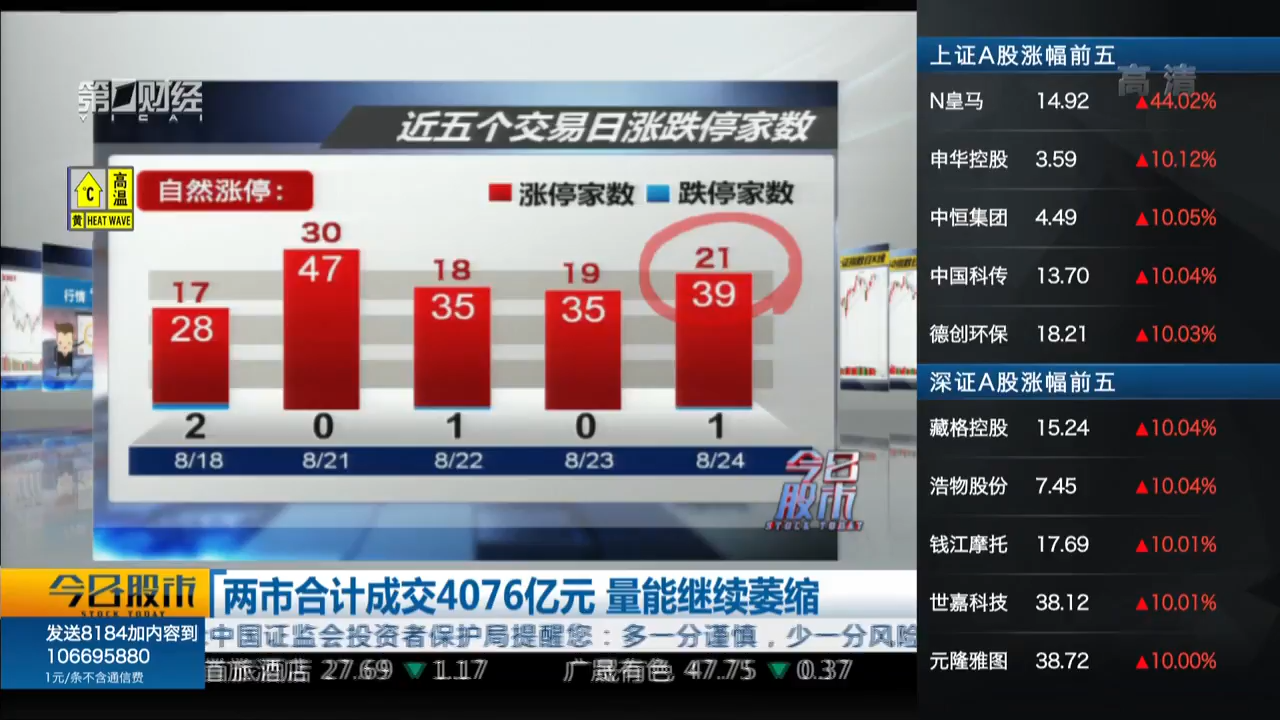 第一财经
YICAI
近五个交易日涨跌停家数
℃
高温
黄 HEAT WAVE
自然涨停：
涨停家数 跌停家数
17 30 18 19 21
28 47 35 35 39
2 0 1 0 1
8/18 8/21 8/22 8/23 8/24
行情
今日股市
STOCK TODAY
今日股市
STOCK TODAY
两市合计成交4076亿元 量能继续萎缩
发送8184加内容到
106695880
1元/条不含通信费
中国证监会投资者保护局提醒您：多一分谨慎，少一分风险
首旅酒店 27.69 ▼1.17 广晟有色 47.75 ▼0.37
高清
上证A股涨幅前五
N皇马 14.92 ▲44.02%
申华控股 3.59 ▲10.12%
中恒集团 4.49 ▲10.05%
中国科传 13.70 ▲10.04%
德创环保 18.21 ▲10.03%
深证A股涨幅前五
藏格控股 15.24 ▲10.04%
浩物股份 7.45 ▲10.04%
钱江摩托 17.69 ▲10.01%
世嘉科技 38.12 ▲10.01%
元隆雅图 38.72 ▲10.00%